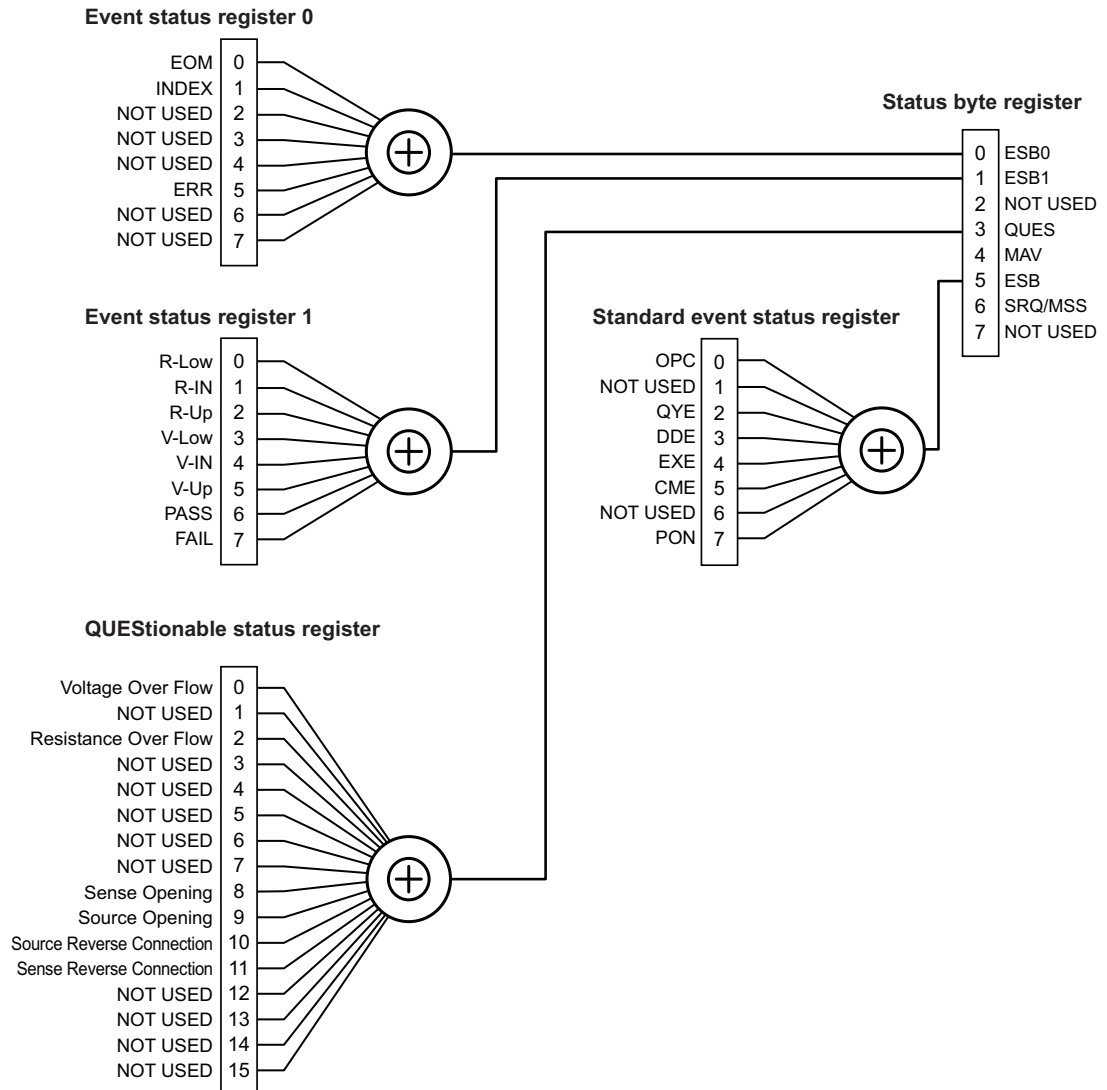 Event status register 0
EOM 0
INDEX 1
NOT USED 2
NOT USED 3
NOT USED 4
ERR 5
NOT USED 6
NOT USED 7
Status byte register
0 ESB0
1 ESB1
2 NOT USED
3 QUES
4 MAV
5 ESB
6 SRQ/MSS
7 NOT USED
Event status register 1
R-Low 0
R-IN 1
R-Up 2
V-Low 3
V-IN 4
V-Up 5
PASS 6
FAIL 7
Standard event status register
OPC 0
NOT USED 1
QYE 2
DDE 3
EXE 4
CME 5
NOT USED 6
PON 7
QUEStionable status register
Voltage Over Flow 0
NOT USED 1
Resistance Over Flow 2
NOT USED 3
NOT USED 4
NOT USED 5
NOT USED 6
NOT USED 7
Sense Opening 8
Source Opening 9
Source Reverse Connection 10
Sense Reverse Connection 11
NOT USED 12
NOT USED 13
NOT USED 14
NOT USED 15